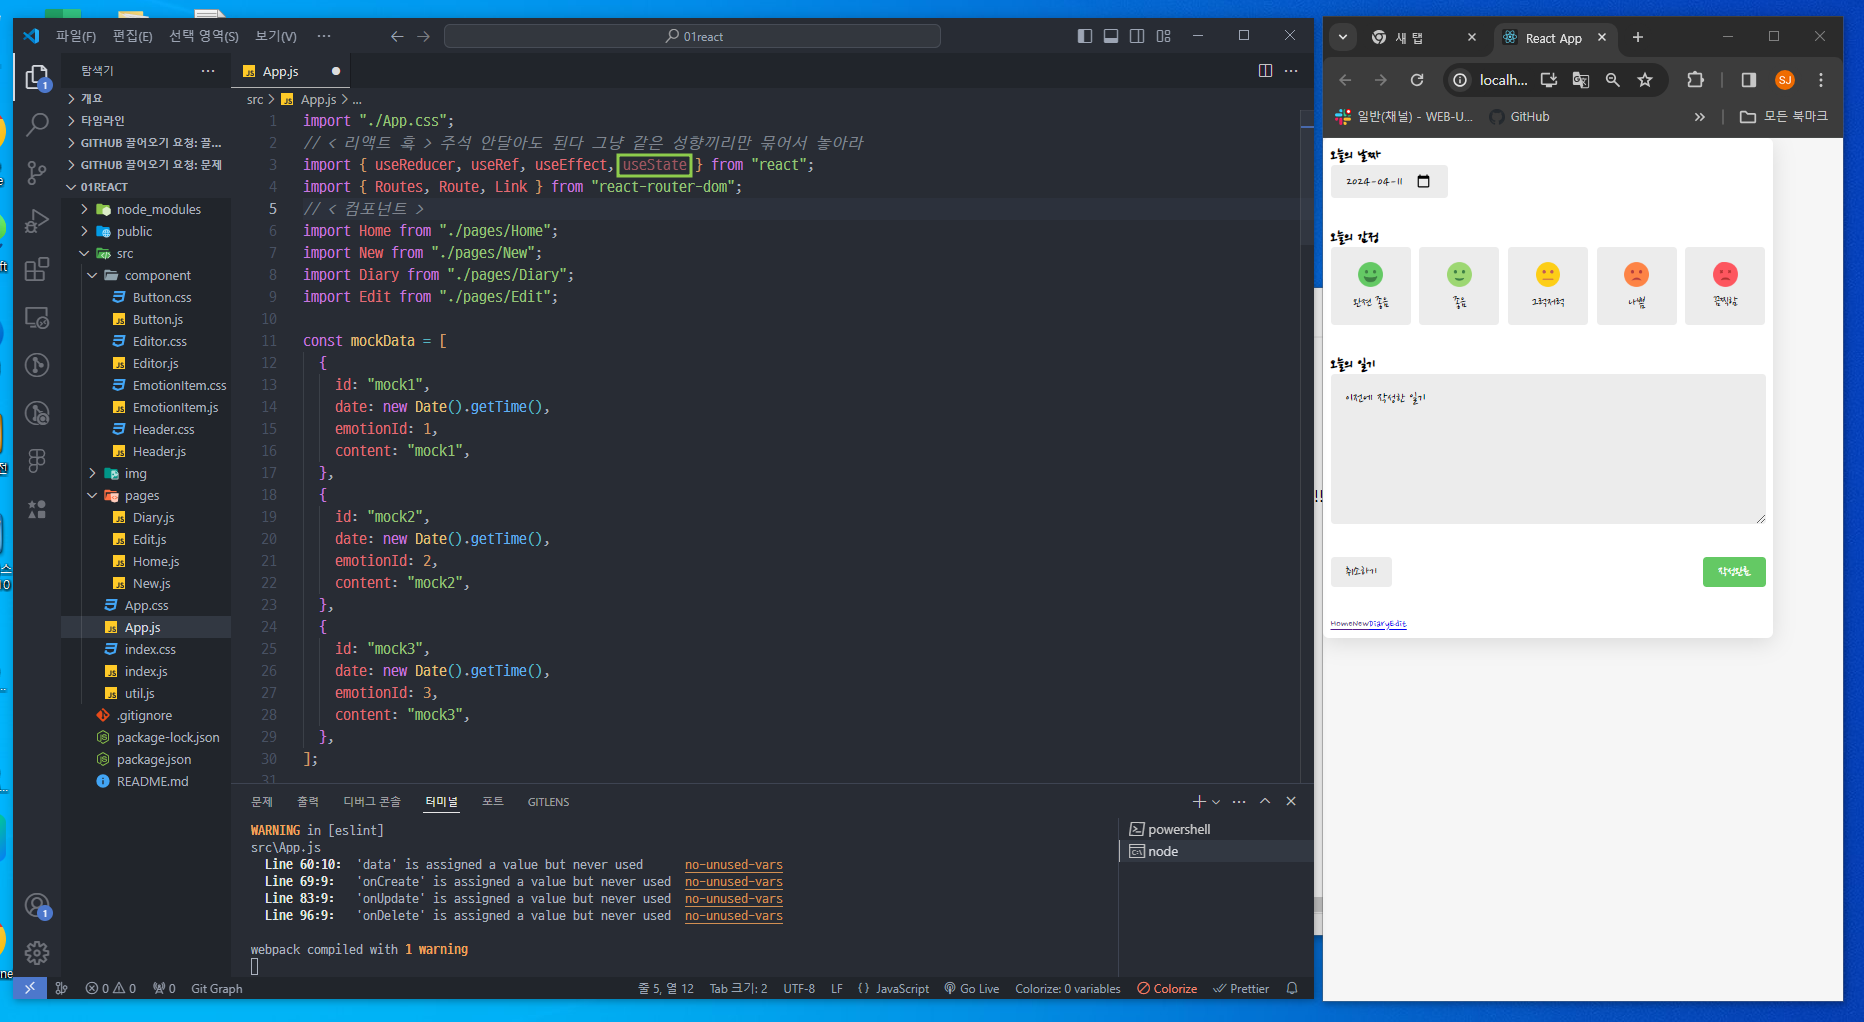 파일(F) 편집(E) 선택 영역(S) 보기(V) ···
01react
탐색기 ···
개요
타임라인
GITHUB 끌어오기 요청: 끌...
GITHUB 끌어오기 요청: 문제
01REACT
node_modules
public
src
component
Button.css
Button.js
Editor.css
Editor.js
EmotionItem.css
EmotionItem.js
Header.css
Header.js
img
pages
Diary.js
Edit.js
Home.js
New.js
App.css
App.js
index.css
index.js
util.js
.gitignore
package-lock.json
package.json
README.md
App.js
src > App.js > ...
1 import "./App.css";
2 // < 리액트 훅 > 주석 안달아도 된다 그냥 같은 성향끼리만 묶어서 놓아라
3 import { useReducer, useRef, useEffect, useState } from "react";
4 import { Routes, Route, Link } from "react-router-dom";
5 // < 컴포넌트 >
6 import Home from "./pages/Home";
7 import New from "./pages/New";
8 import Diary from "./pages/Diary";
9 import Edit from "./pages/Edit";
10
11 const mockData = [
12 {
13 id: "mock1",
14 date: new Date().getTime(),
15 emotionId: 1,
16 content: "mock1",
17 },
18 {
19 id: "mock2",
20 date: new Date().getTime(),
21 emotionId: 2,
22 content: "mock2",
23 },
24 {
25 id: "mock3",
26 date: new Date().getTime(),
27 emotionId: 3,
28 content: "mock3",
29 },
30 ];
31
문제 출력 디버그 콘솔 터미널 포트 GITLENS
WARNING in [eslint]
src\App.js
Line 60:10: 'data' is assigned a value but never used no-unused-vars
Line 69:9: 'onCreate' is assigned a value but never used no-unused-vars
Line 83:9: 'onUpdate' is assigned a value but never used no-unused-vars
Line 96:9: 'onDelete' is assigned a value but never used no-unused-vars
webpack compiled with 1 warning
powershell
node
0 0 0 Git Graph 줄 5, 열 12 Tab 크기: 2 UTF-8 LF {} JavaScript Go Live Colorize: 0 variables Colorize Prettier
새 탭
React App
localh...
SJ
일반(채널) - WEB-U...
GitHub
모든 북마크
오늘의 날짜
2024-04-11
오늘의 감정
완전 좋음
좋음
그럭저럭
나쁨
끔찍함
오늘의 일기
이전에 작성한 일기
취소하기
작성완료
HomeNewDiaryEdit